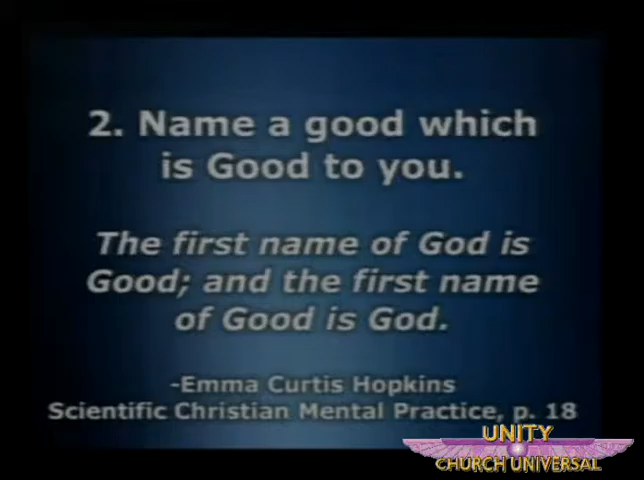 2. Name a good which
is Good to you.
The first name of God is
Good; and the first name
of Good is God.
-Emma Curtis Hopkins
Scientific Christian Mental Practice, p. 18
UNITY
CHURCH UNIVERSAL